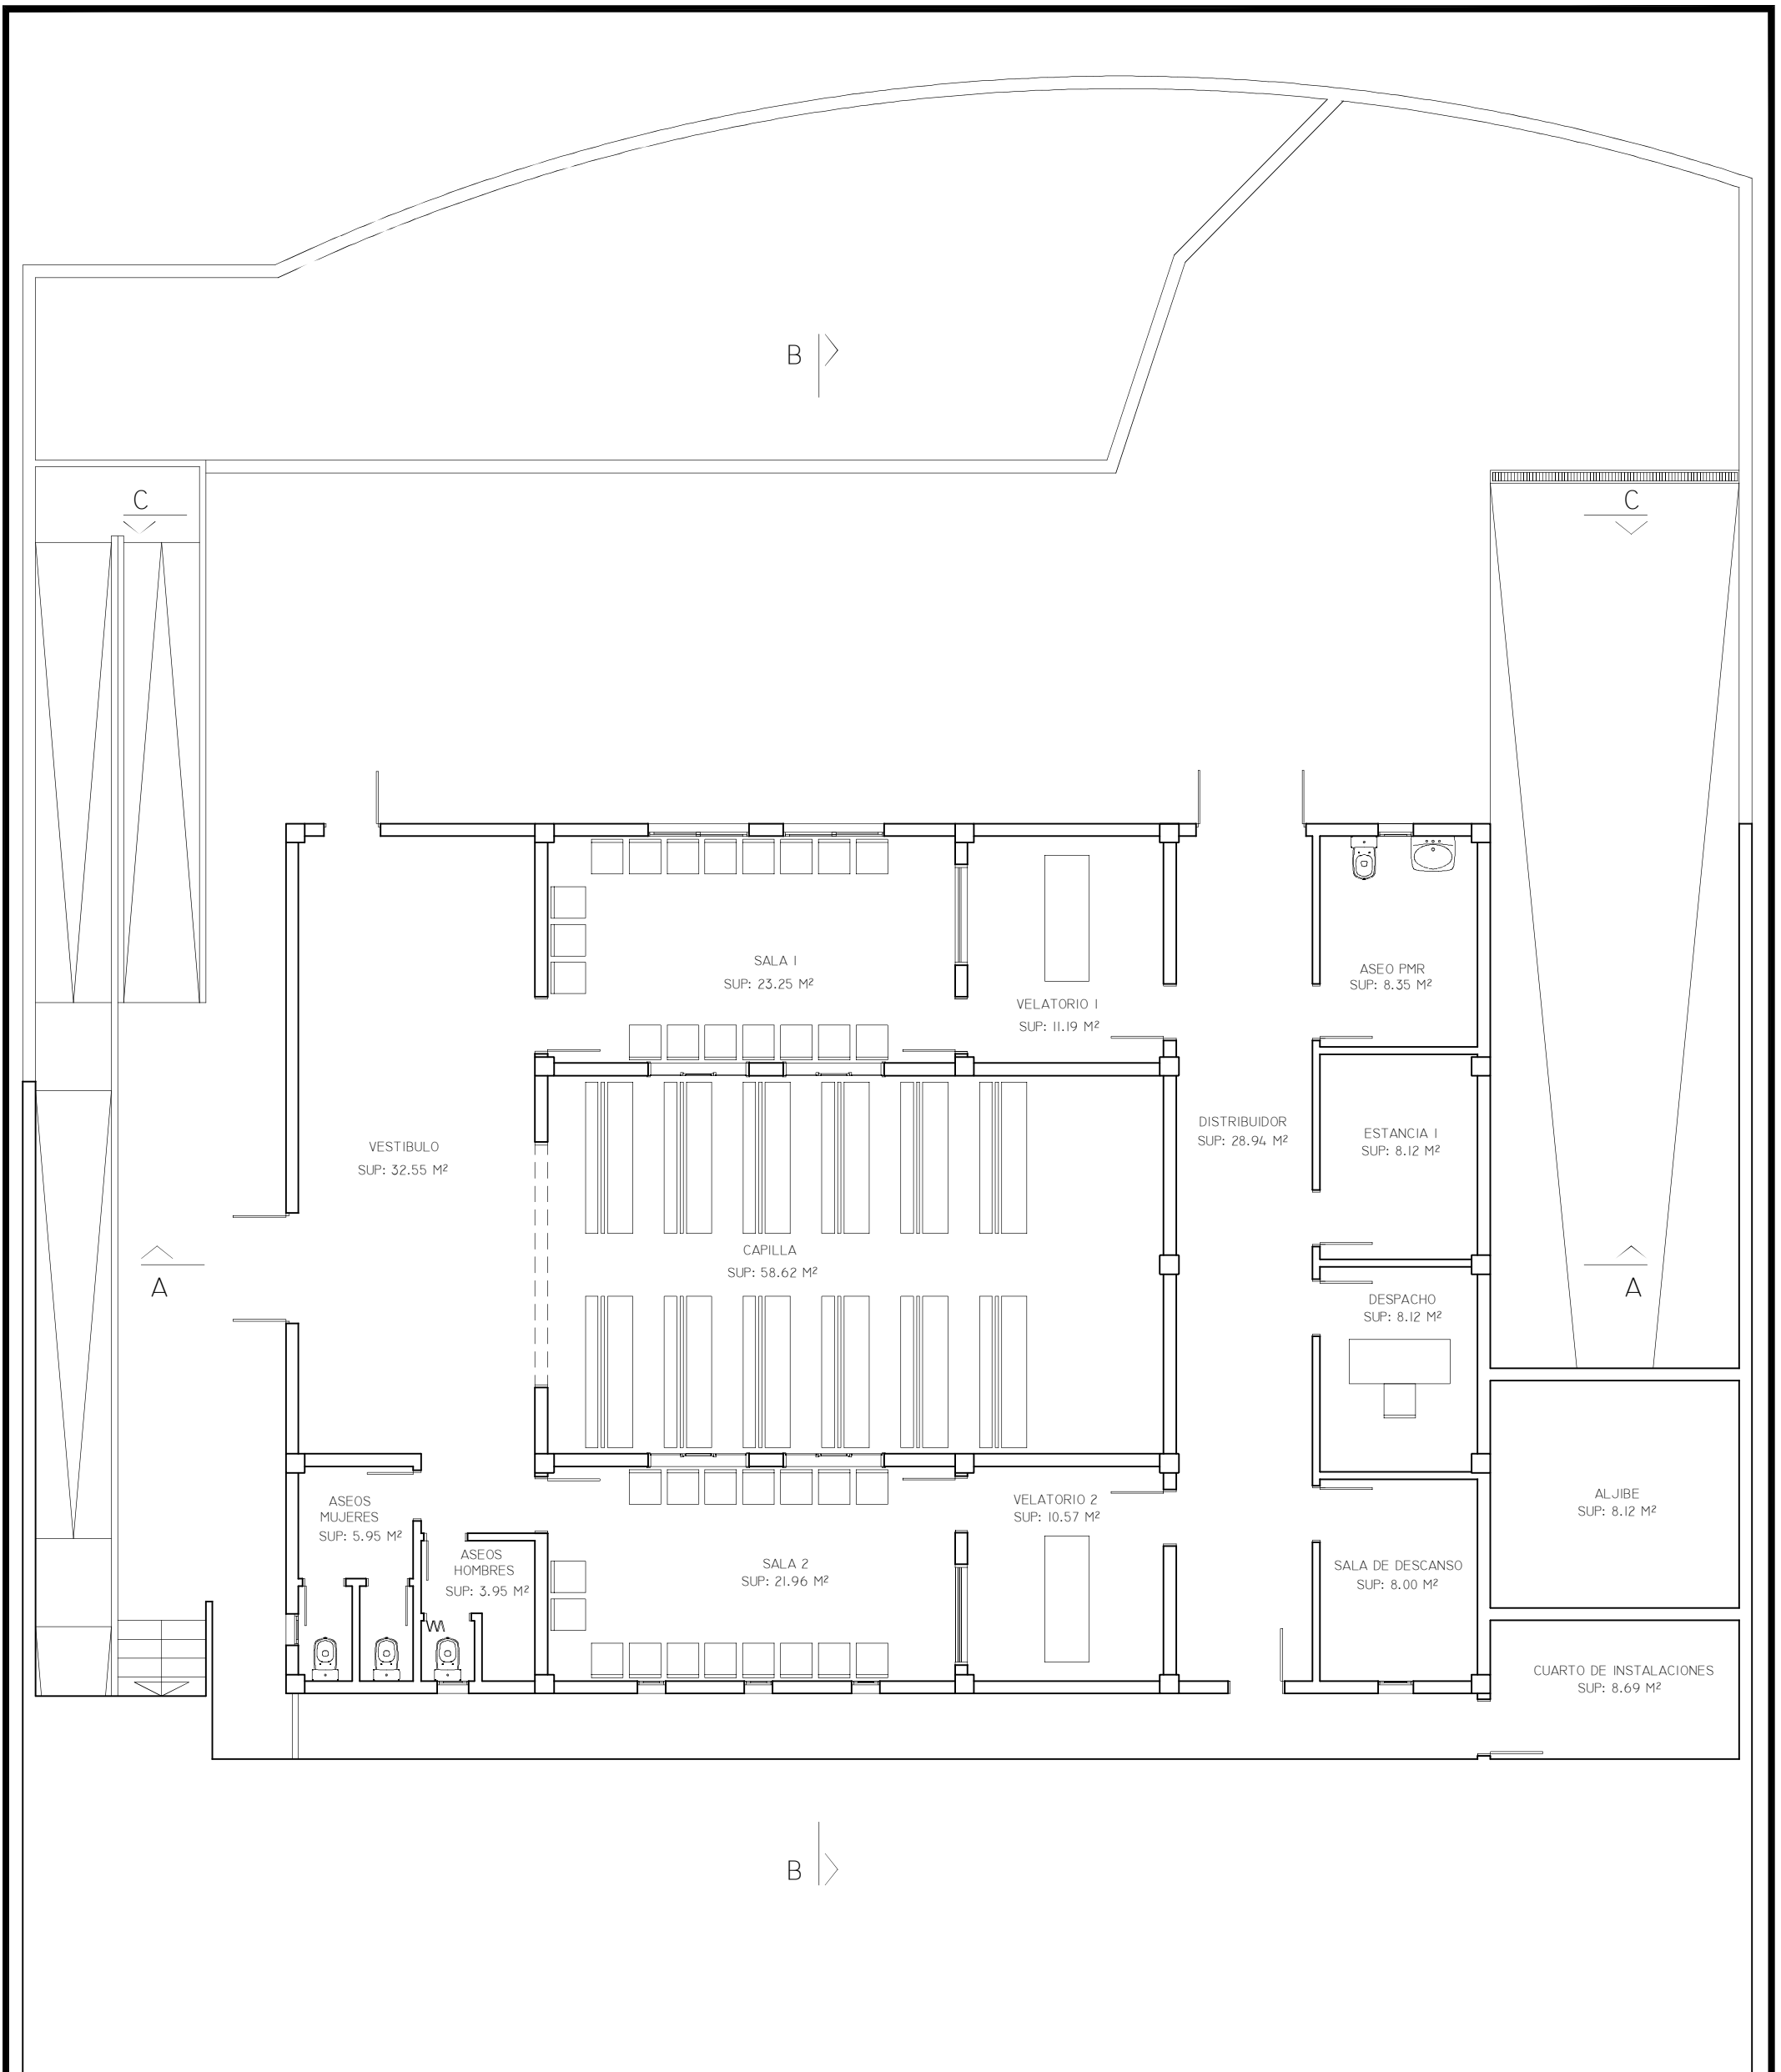 B
C
C
SALA 1
SUP: 23.25 M²
ASEO PMR
SUP: 8.35 M²
VELATORIO 1
SUP: 11.19 M²
DISTRIBUIDOR
SUP: 28.94 M²
ESTANCIA 1
SUP: 8.12 M²
VESTIBULO
SUP: 32.55 M²
CAPILLA
SUP: 58.62 M²
A
A
DESPACHO
SUP: 8.12 M²
ASEOS
MUJERES
SUP: 5.95 M²
VELATORIO 2
SUP: 10.57 M²
ALJIBE
SUP: 8.12 M²
ASEOS
HOMBRES
SUP: 3.95 M²
SALA 2
SUP: 21.96 M²
SALA DE DESCANSO
SUP: 8.00 M²
CUARTO DE INSTALACIONES
SUP: 8.69 M²
B